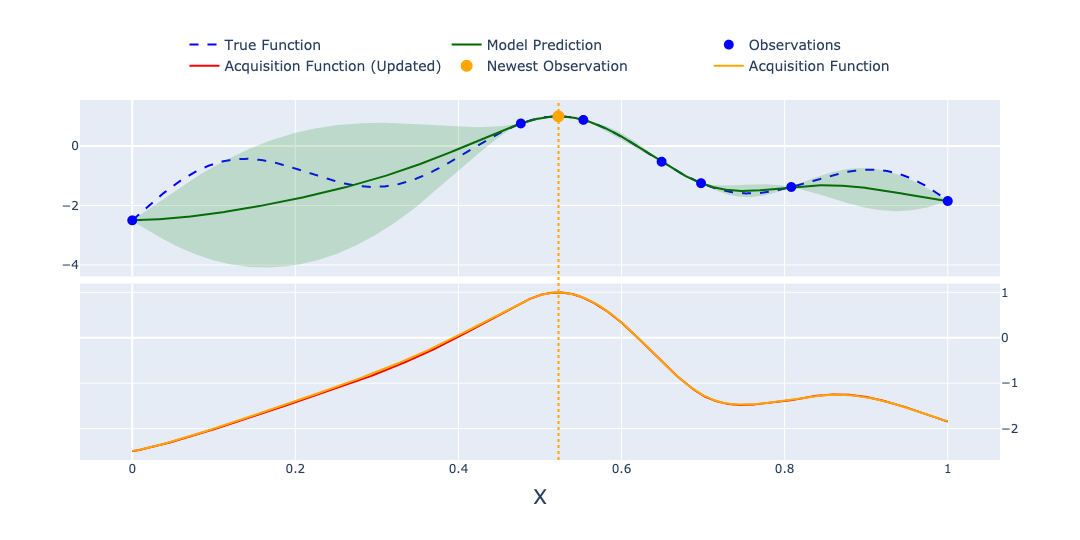 True Function Model Prediction Observations
Acquisition Function (Updated) Newest Observation Acquisition Function
0
−2
−4
1
0
−1
−2
0 0.2 0.4 0.6 0.8 1
X